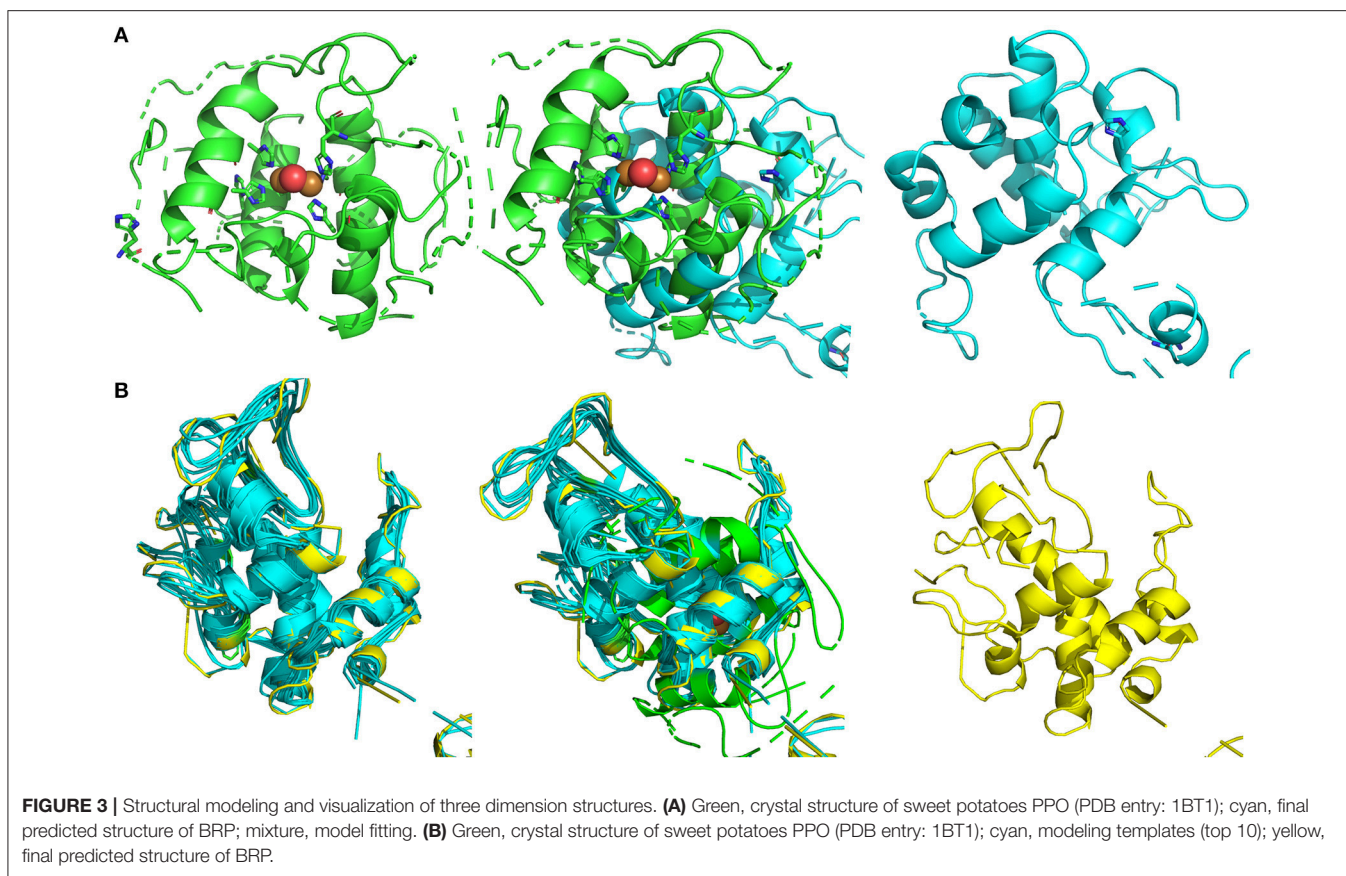 A
B
FIGURE 3 | Structural modeling and visualization of three dimension structures. (A) Green, crystal structure of sweet potatoes PPO (PDB entry: 1BT1); cyan, final
predicted structure of BRP; mixture, model fitting. (B) Green, crystal structure of sweet potatoes PPO (PDB entry: 1BT1); cyan, modeling templates (top 10); yellow,
final predicted structure of BRP.